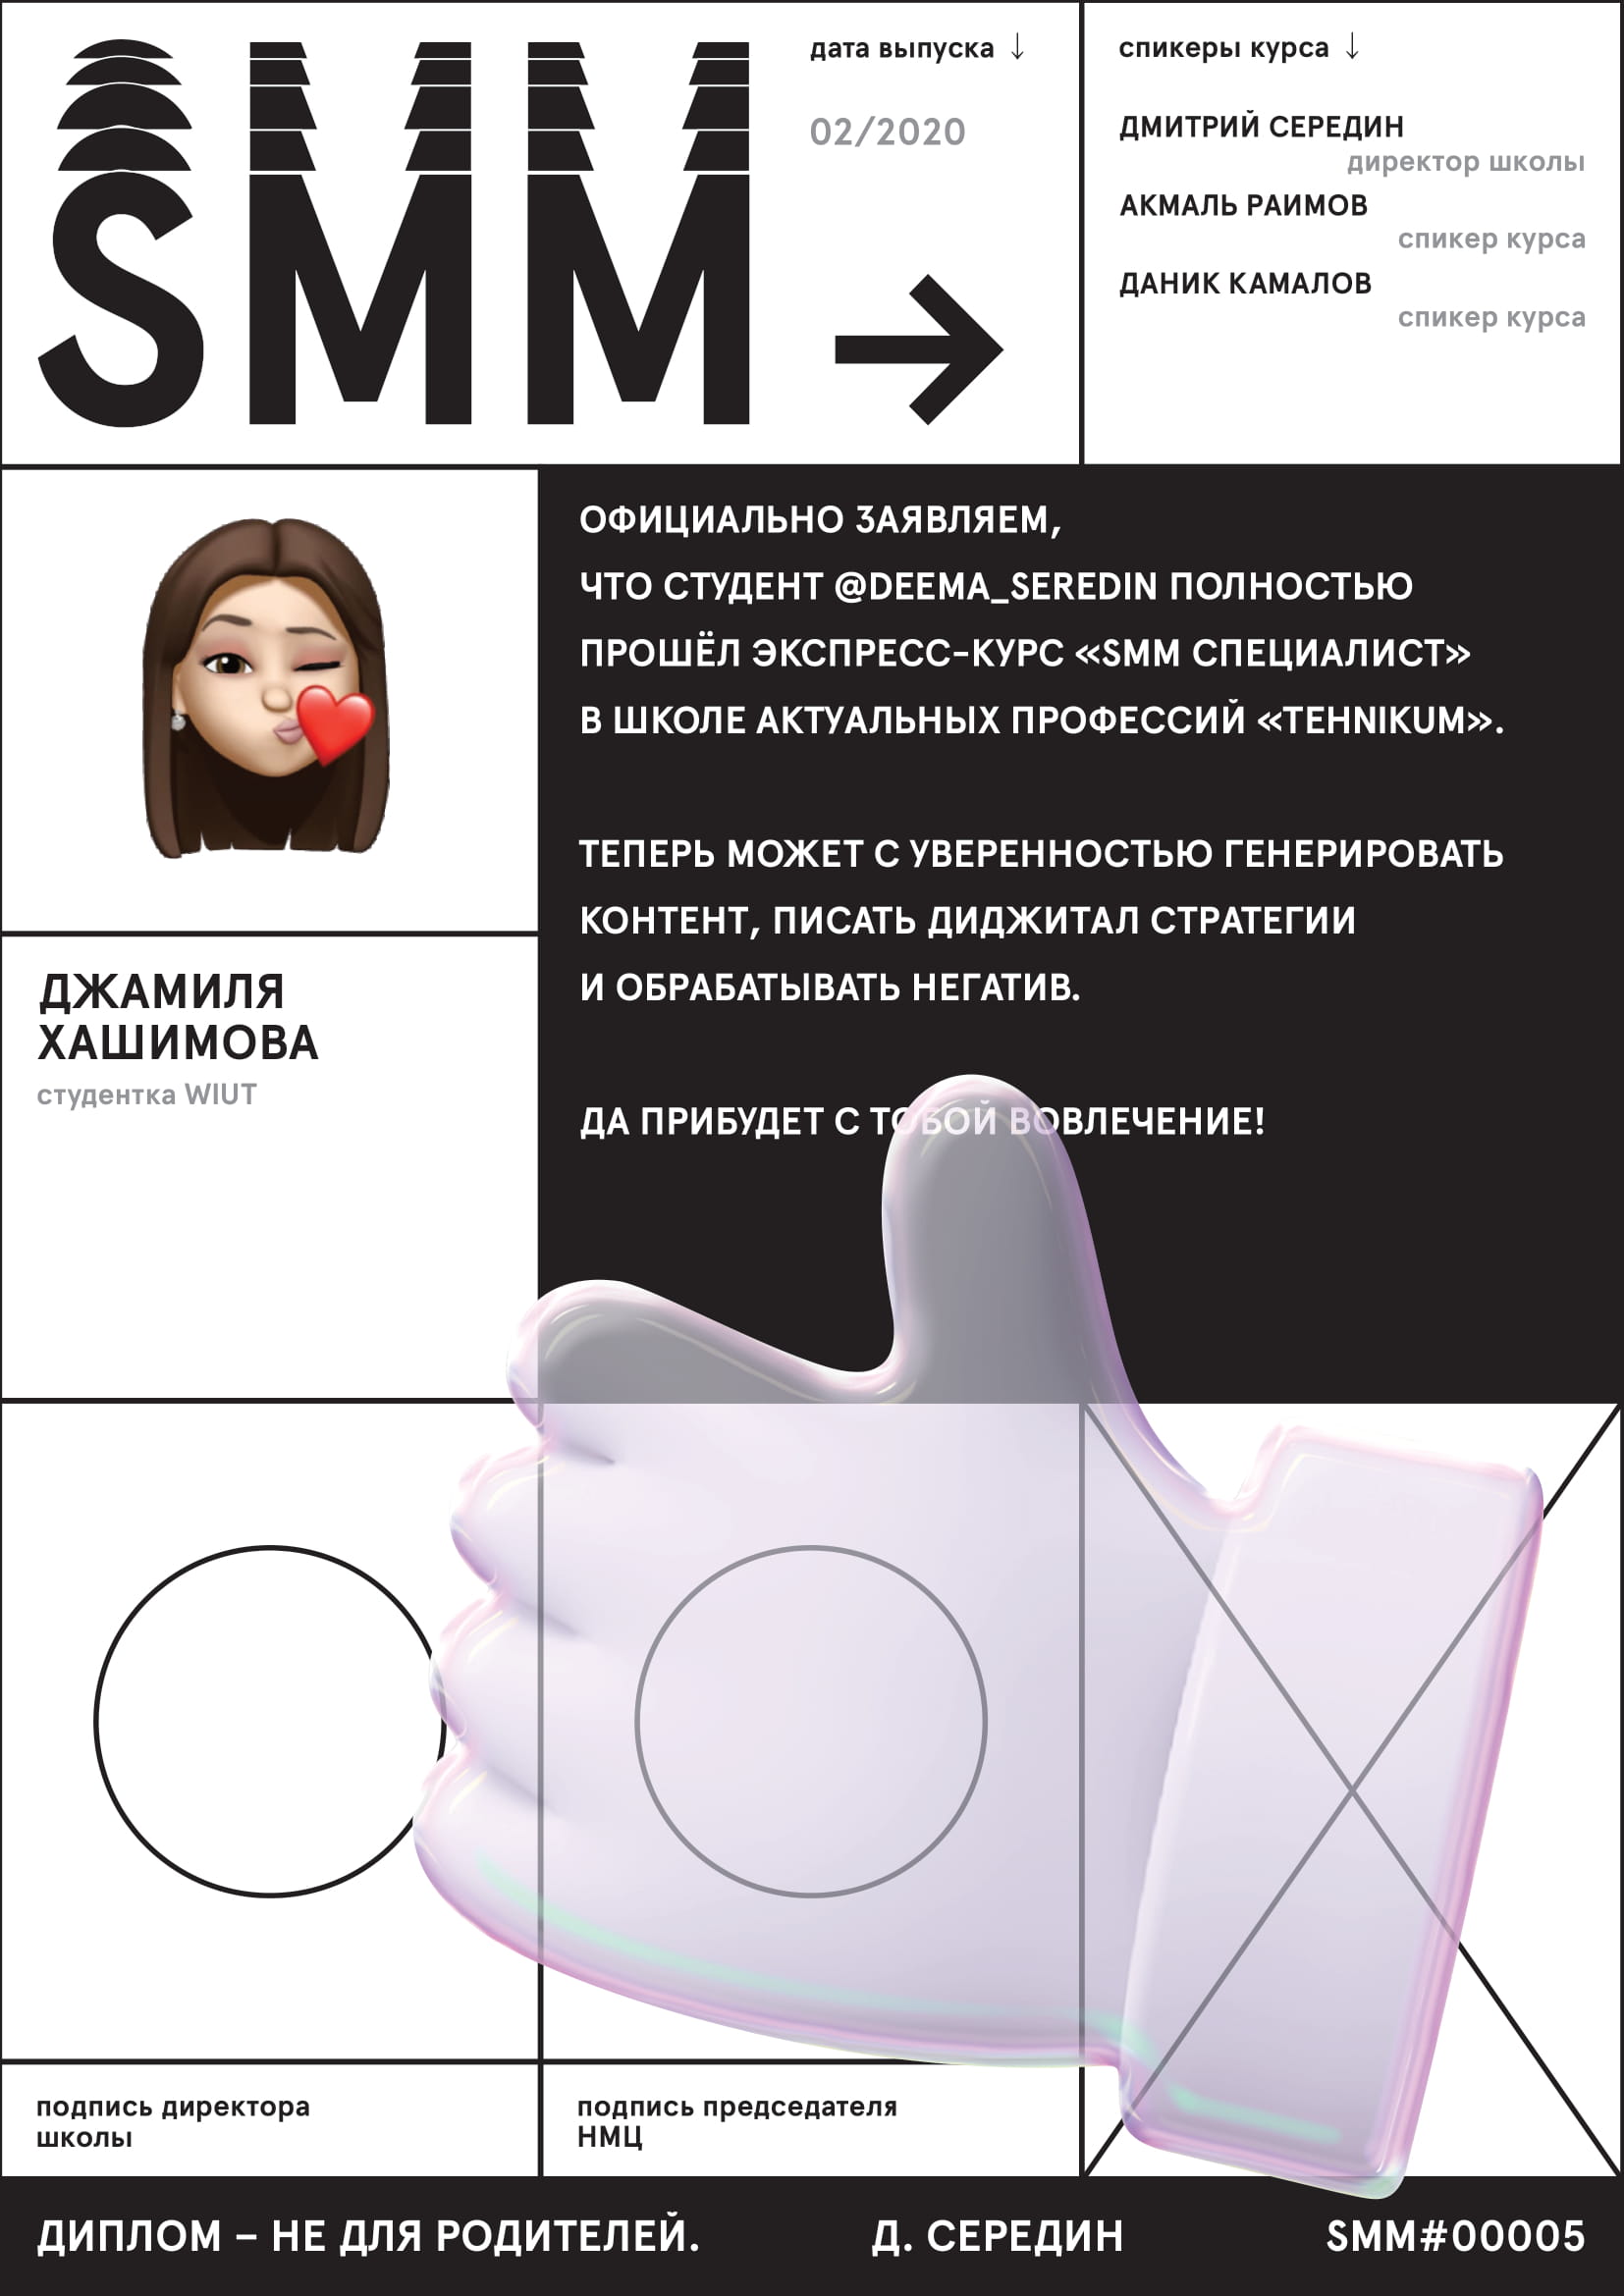 SMM
дата выпуска ↓
02/2020
спикеры курса ↓
ДМИТРИЙ СЕРЕДИН
директор школы
АКМАЛЬ РАИМОВ
спикер курса
ДАНИК КАМАЛОВ
спикер курса
ОФИЦИАЛЬНО ЗАЯВЛЯЕМ,
ЧТО СТУДЕНТ @DEEMA_SEREDIN ПОЛНОСТЬЮ
ПРОШЁЛ ЭКСПРЕСС-КУРС «SMM СПЕЦИАЛИСТ»
В ШКОЛЕ АКТУАЛЬНЫХ ПРОФЕССИЙ «TEHNIKUM».
ТЕПЕРЬ МОЖЕТ С УВЕРЕННОСТЬЮ ГЕНЕРИРОВАТЬ
КОНТЕНТ, ПИСАТЬ ДИДЖИТАЛ СТРАТЕГИИ
И ОБРАБАТЫВАТЬ НЕГАТИВ.
ДА ПРИБУДЕТ С ТОБОЙ ВОВЛЕЧЕНИЕ!
ДЖАМИЛЯ
ХАШИМОВА
студентка WIUT
подпись директора
школы
подпись председателя
НМЦ
ДИПЛОМ – НЕ ДЛЯ РОДИТЕЛЕЙ.
Д. СЕРЕДИН
SMM#00005